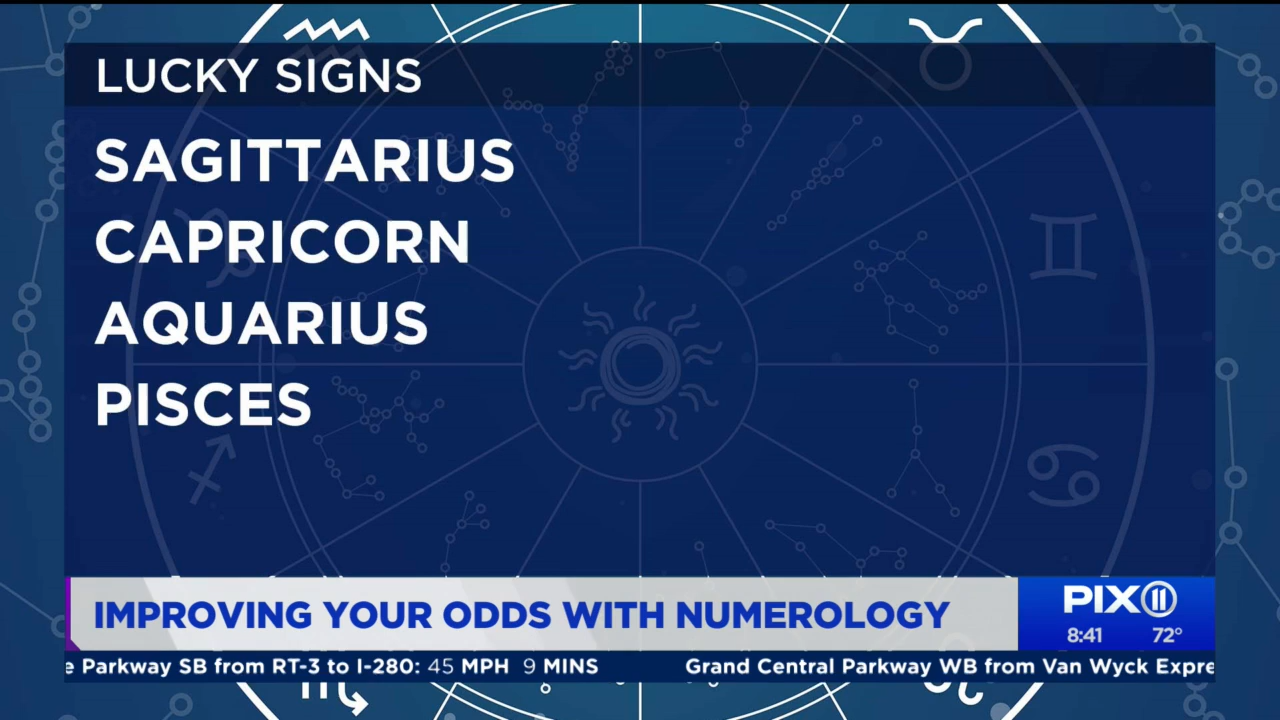 LUCKY SIGNS
SAGITTARIUS
CAPRICORN
AQUARIUS
PISCES
IMPROVING YOUR ODDS WITH NUMEROLOGY
PIX11
8:41 72°
e Parkway SB from RT-3 to I-280: 45 MPH 9 MINS Grand Central Parkway WB from Van Wyck Expre